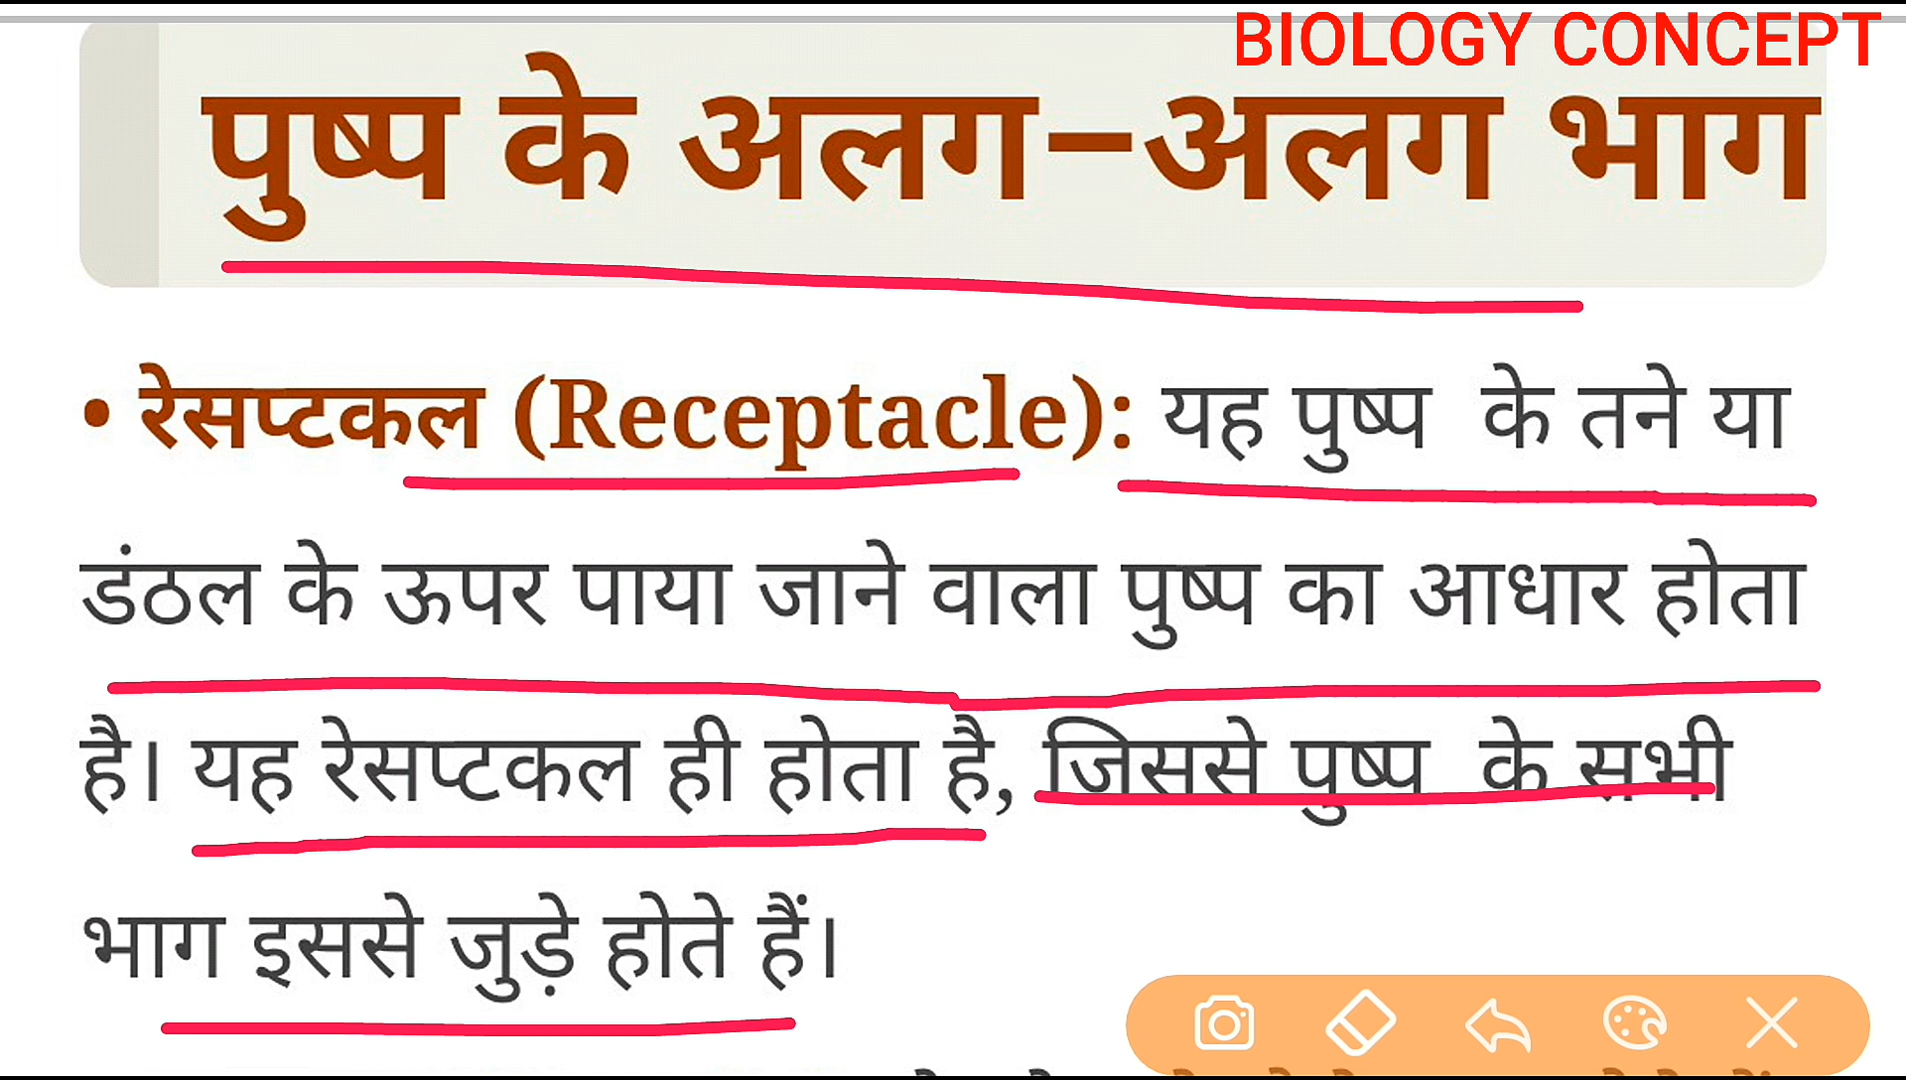 BIOLOGY CONCEPT
पुष्प के अलग–अलग भाग
• रेसप्टकल (Receptacle): यह पुष्प के तने या
डंठल के ऊपर पाया जाने वाला पुष्प का आधार होता
है। यह रेसप्टकल ही होता है, जिससे पुष्प के सभी
भाग इससे जुड़े होते हैं।